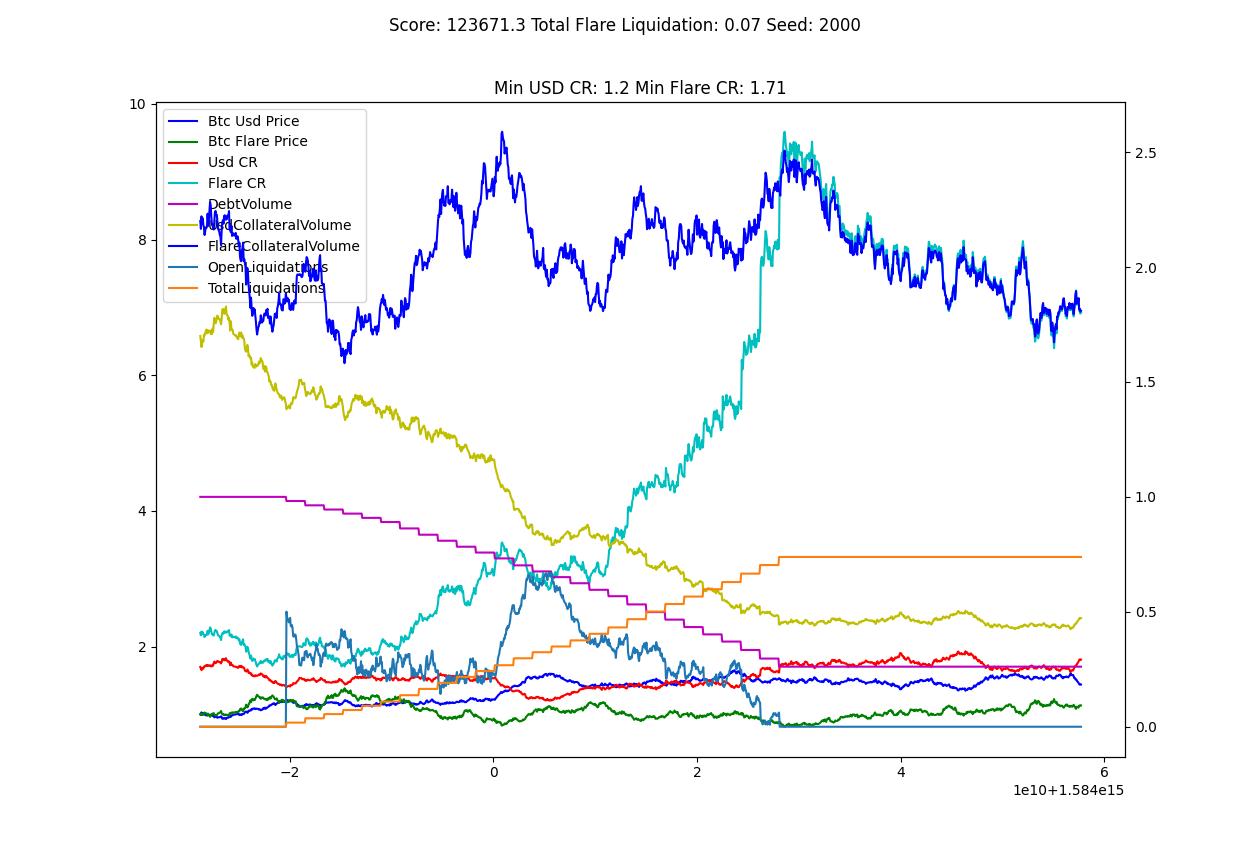 Score: 123671.3 Total Flare Liquidation: 0.07 Seed: 2000
Min USD CR: 1.2 Min Flare CR: 1.71
Btc Usd Price
Btc Flare Price
Usd CR
Flare CR
DebtVolume
UsdCollateralVolume
FlareCollateralVolume
OpenLiquidations
TotalLiquidations
10
8
6
4
2
2.5
2.0
1.5
1.0
0.5
0.0
−2
0
2
4
6
1e10+1.584e15